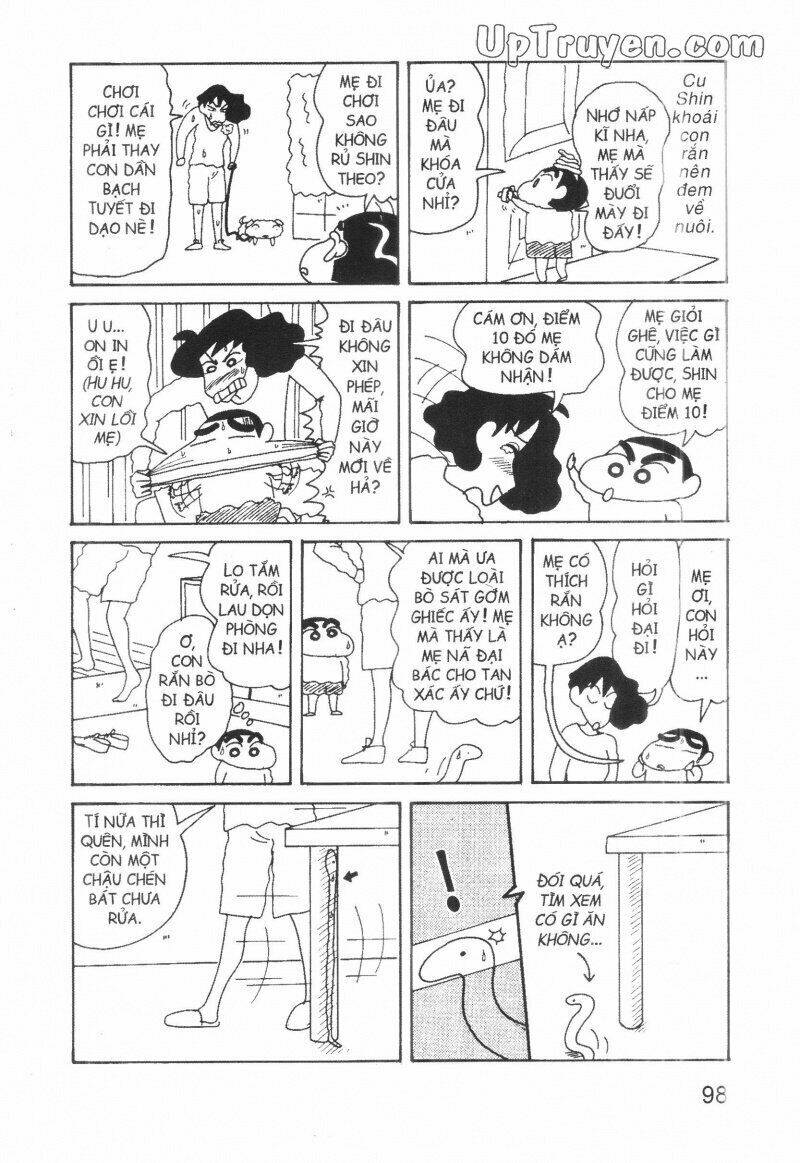 UpTruyen.com
Cu
Shin
khoái
con
rắn
nên
đem
về
nuôi.
NHỚ NẤP
KĨ NHA,
MẸ MÀ
THẤY SẼ
ĐUỔI
MÀY ĐI
ĐẤY!
ỦA?
MẸ ĐI
ĐÂU
MÀ
KHÓA
CỬA
NHỈ?
MẸ ĐI
CHƠI
SAO
KHÔNG
RỦ SHIN
THEO?
CHƠI
CHƠI CÁI
GÌ! MẸ
PHẢI THAY
CON DẪN
BẠCH
TUYẾT ĐI
DẠO NÈ!
MẸ GIỎI
GHÊ, VIỆC GÌ
CŨNG LÀM
ĐƯỢC, SHIN
CHO MẸ
ĐIỂM 10!
CÁM ƠN, ĐIỂM
10 ĐÓ MẸ
KHÔNG DÁM
NHẬN!
ĐI ĐÂU
KHÔNG
XIN
PHÉP,
MÃI
GIỜ
NÀY
MỚI VỀ
HẢ?
U U...
ON IN
ỖI Ẹ!
(HU HU,
CON
XIN LỖI
MẸ)
MẸ
ƠI,
CON
HỎI
NÀY
...
HỎI
GÌ
HỎI
ĐẠI
ĐI!
MẸ CÓ
THÍCH
RẮN
KHÔNG
Ạ?
AI MÀ ƯA
ĐƯỢC LOÀI
BÒ SÁT GỚM
GHIẾC ẤY! MẸ
MÀ THẤY LÀ
MẸ NÃ ĐẠI
BÁC CHO TAN
XÁC ẤY CHỨ!
LO TẮM
RỬA, RỒI
LAU DỌN
PHÒNG
ĐI NHA!
Ơ,
CON
RẮN BÒ
ĐI ĐÂU
RỒI
NHỈ?
ĐÓI QUÁ,
TÌM XEM
CÓ GÌ ĂN
KHÔNG...
!
TÍ NỮA THÌ
QUÊN, MÌNH
CÒN MỘT
CHẬU CHÉN
BÁT CHƯA
RỬA.
98